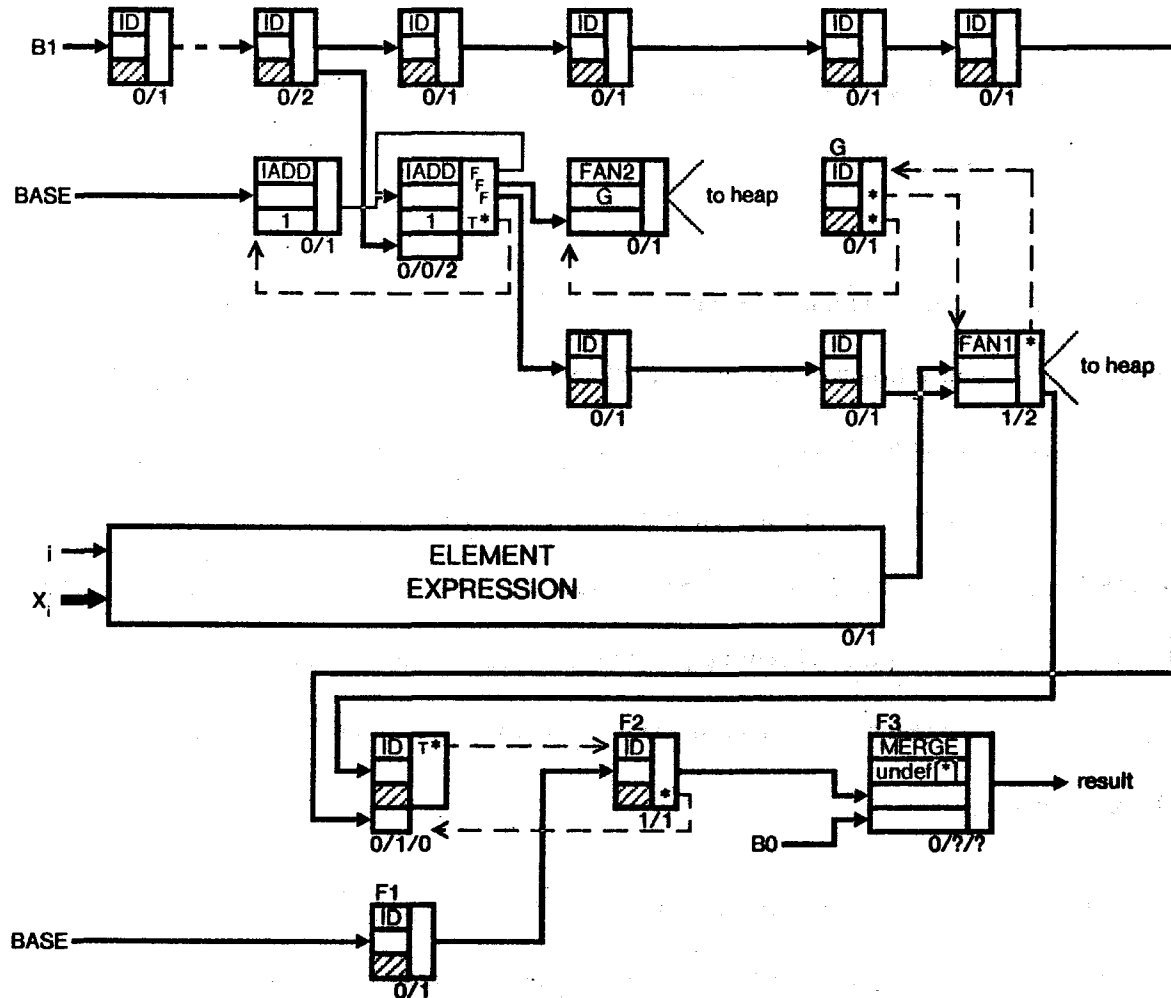 ID ID ID ID ID ID
B1
0/1 0/2 0/1 0/1 0/1 0/1
G
IADD IADD F FAN2 ID
BASE F G to heap *
F
1 1 T* *
0/1 0/1 0/1
0/0/2
ID ID FAN1 *
to heap
0/1 0/1 1/2
i ELEMENT
EXPRESSION
Xi
0/1
F2 F3
ID T* ID MERGE
undef * result
*
1/1
0/1/0 B0 0/?/?
F1
ID
BASE
0/1